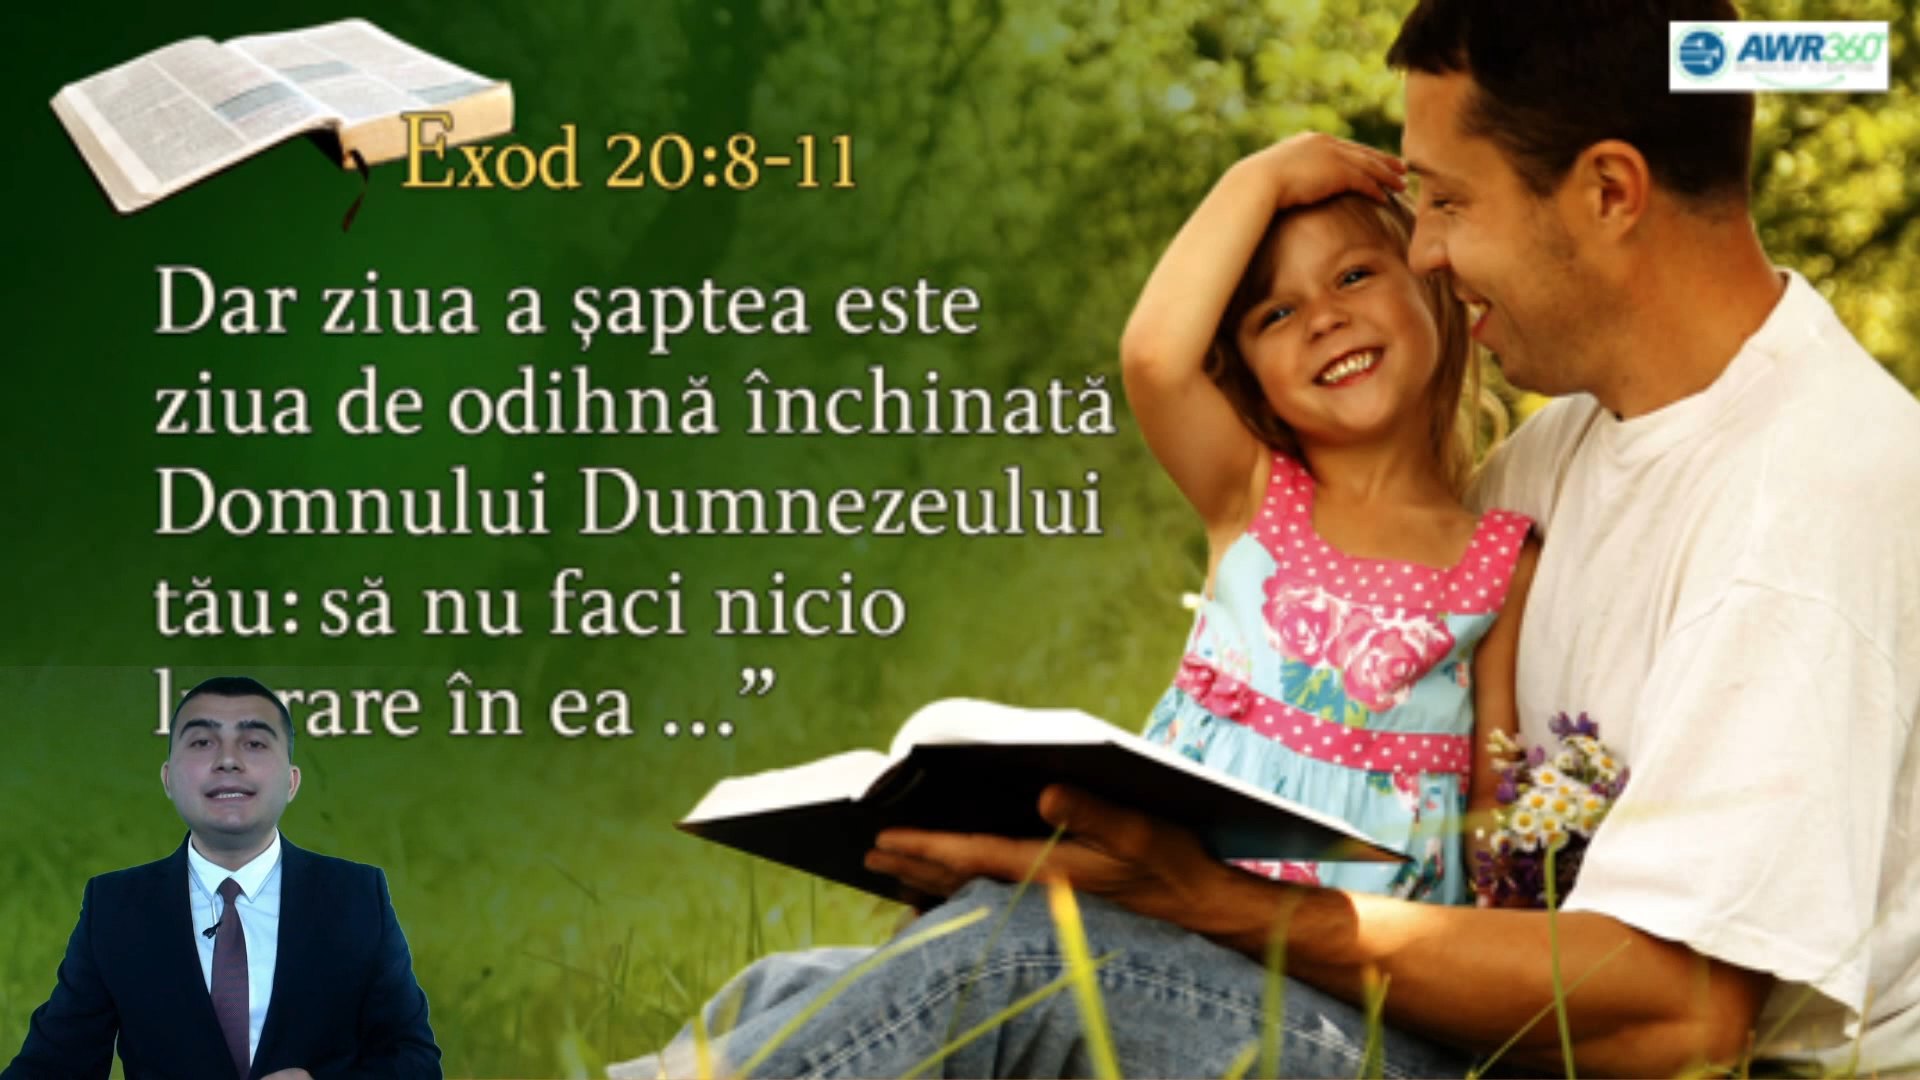 AWR360°
Exod 20:8-11
Dar ziua a șaptea este
ziua de odihnă închinată
Domnului Dumnezeului
tău: să nu faci nicio
în ea ...”